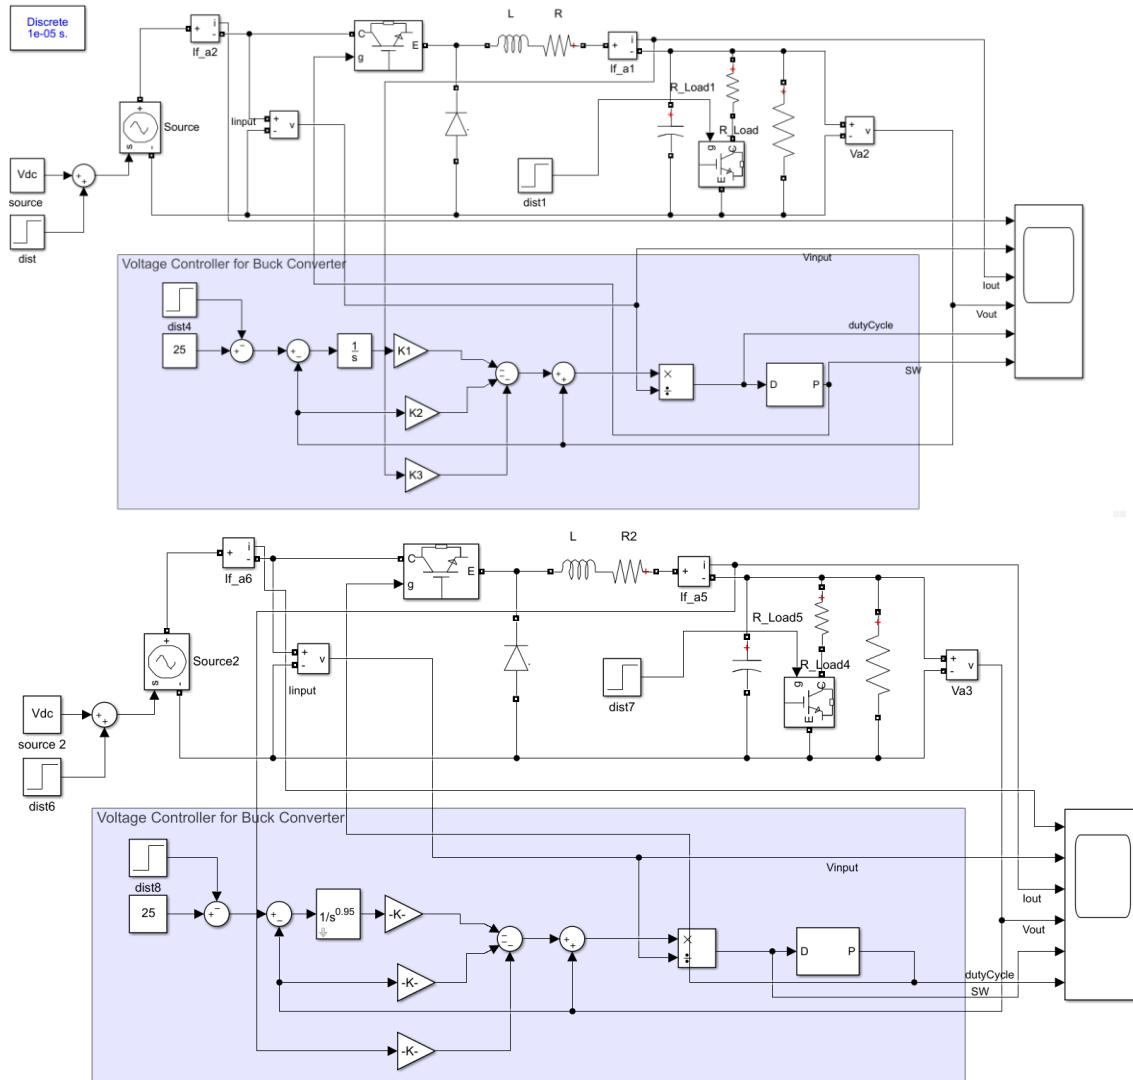 Discrete
1e-05 s.
If_a2
+
i
-
C
g
E
L
R
If_a1
+
i
-
R_Load1
R_Load
g
C
E
Source
+
s
-
Iinput
+
-
v
+
-
v
Va2
Vdc
source
+
+
dist
dist1
Voltage Controller for Buck Converter
Vinput
Iout
Vout
dutyCycle
SW
dist4
25
+
-
+
-
1
s
K1
K2
K3
-
-
-
+
+
×
÷
D
P
If_a6
+
i
-
C
g
E
L
R2
If_a5
+
i
-
R_Load5
R_Load4
g
C
E
Source2
+
s
-
Iinput
+
-
v
+
-
v
Va3
Vdc
source 2
+
+
dist6
dist7
Voltage Controller for Buck Converter
Vinput
Iout
Vout
dutyCycle
SW
dist8
25
+
-
+
-
1/s^0.95
-K-
-K-
-K-
-
-
-
+
+
×
÷
D
P